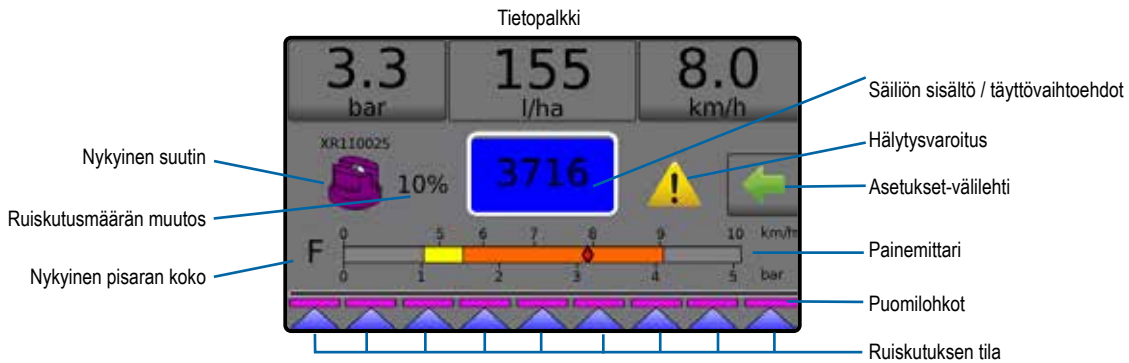 Tietopalkki
3.3 155 8.0
bar l/ha km/h
Säiliön sisältö / täyttövaihtoehdot
XR110025
Hälytysvaroitus
Nykyinen suutin
10% 3716
Asetukset-välilehti
Ruiskutusmäärän muutos
0 5 6 7 8 9 10 km/h
F
Painemittari
Nykyinen pisaran koko
0 1 2 3 4 5 bar
Puomilohkot
Ruiskutuksen tila